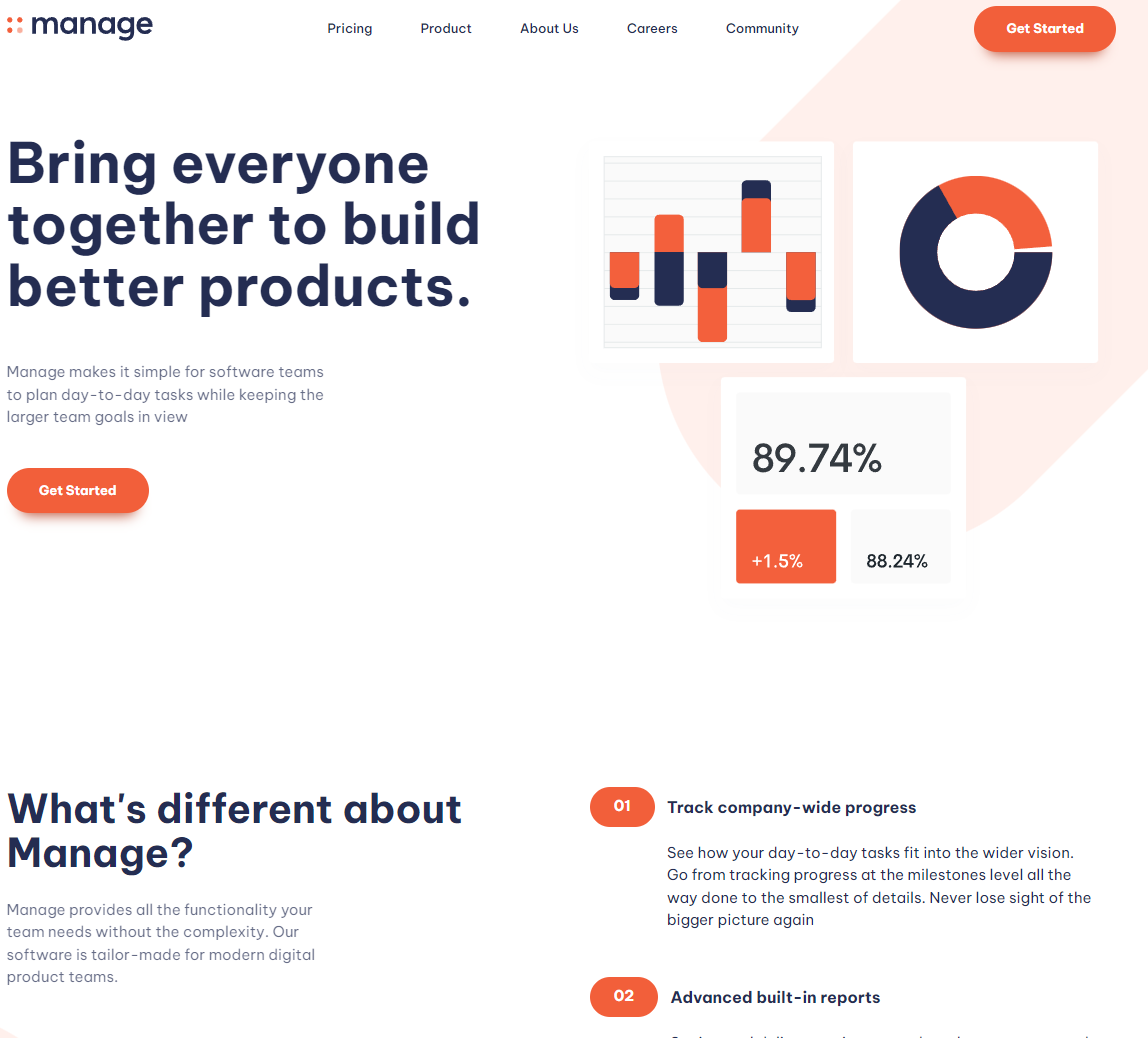 manage
Pricing
Product
About Us
Careers
Community
Get Started
Bring everyone
together to build
better products.
Manage makes it simple for software teams
to plan day-to-day tasks while keeping the
larger team goals in view
Get Started
89.74%
+1.5%
88.24%
What's different about
Manage?
Manage provides all the functionality your
team needs without the complexity. Our
software is tailor-made for modern digital
product teams.
01
Track company-wide progress
See how your day-to-day tasks fit into the wider vision.
Go from tracking progress at the milestones level all the
way done to the smallest of details. Never lose sight of the
bigger picture again
02
Advanced built-in reports